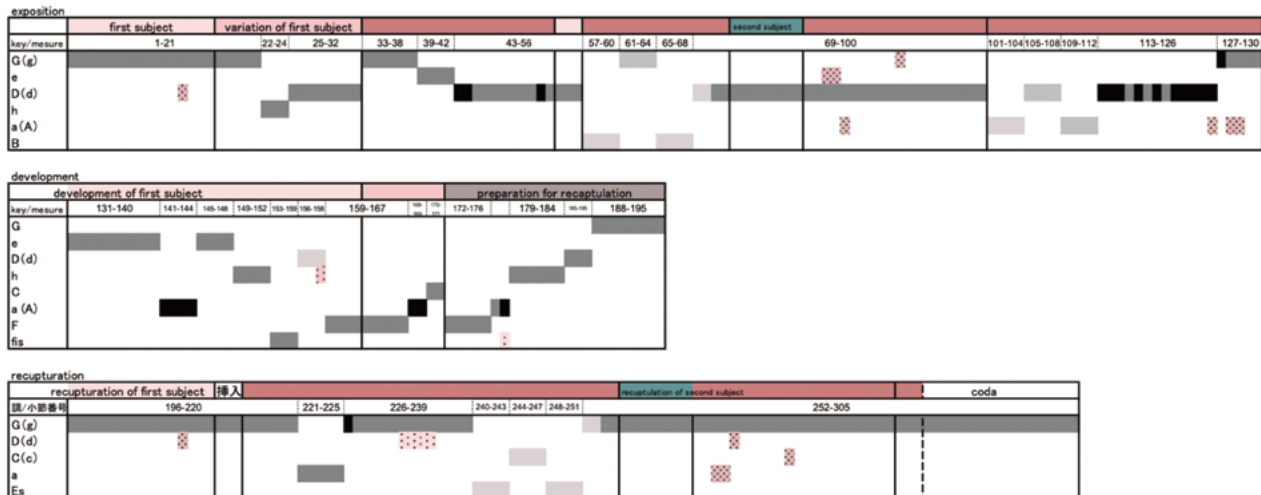 exposition
first subject variation of first subject second subject
key/mesure 1-21 22-24 25-32 33-38 39-42 43-56 57-60 61-64 65-68 69-100 101-104 105-108 109-112 113-126 127-130
G(g)
e
D(d)
h
a(A)
B
development
development of first subject preparation for recaptulation
key/mesure 131-140 141-144 145-148 149-152 153-155 156-158 159-167 172-176 179-184 188-195
G
e
D(d)
h
C
a(A)
F
fis
recupturation
recupturation of first subject 挿入 recuptulation of second subject coda
調/小節番号 196-220 221-225 226-239 240-243 244-247 248-251 252-305
G(g)
D(d)
C(c)
a
Es